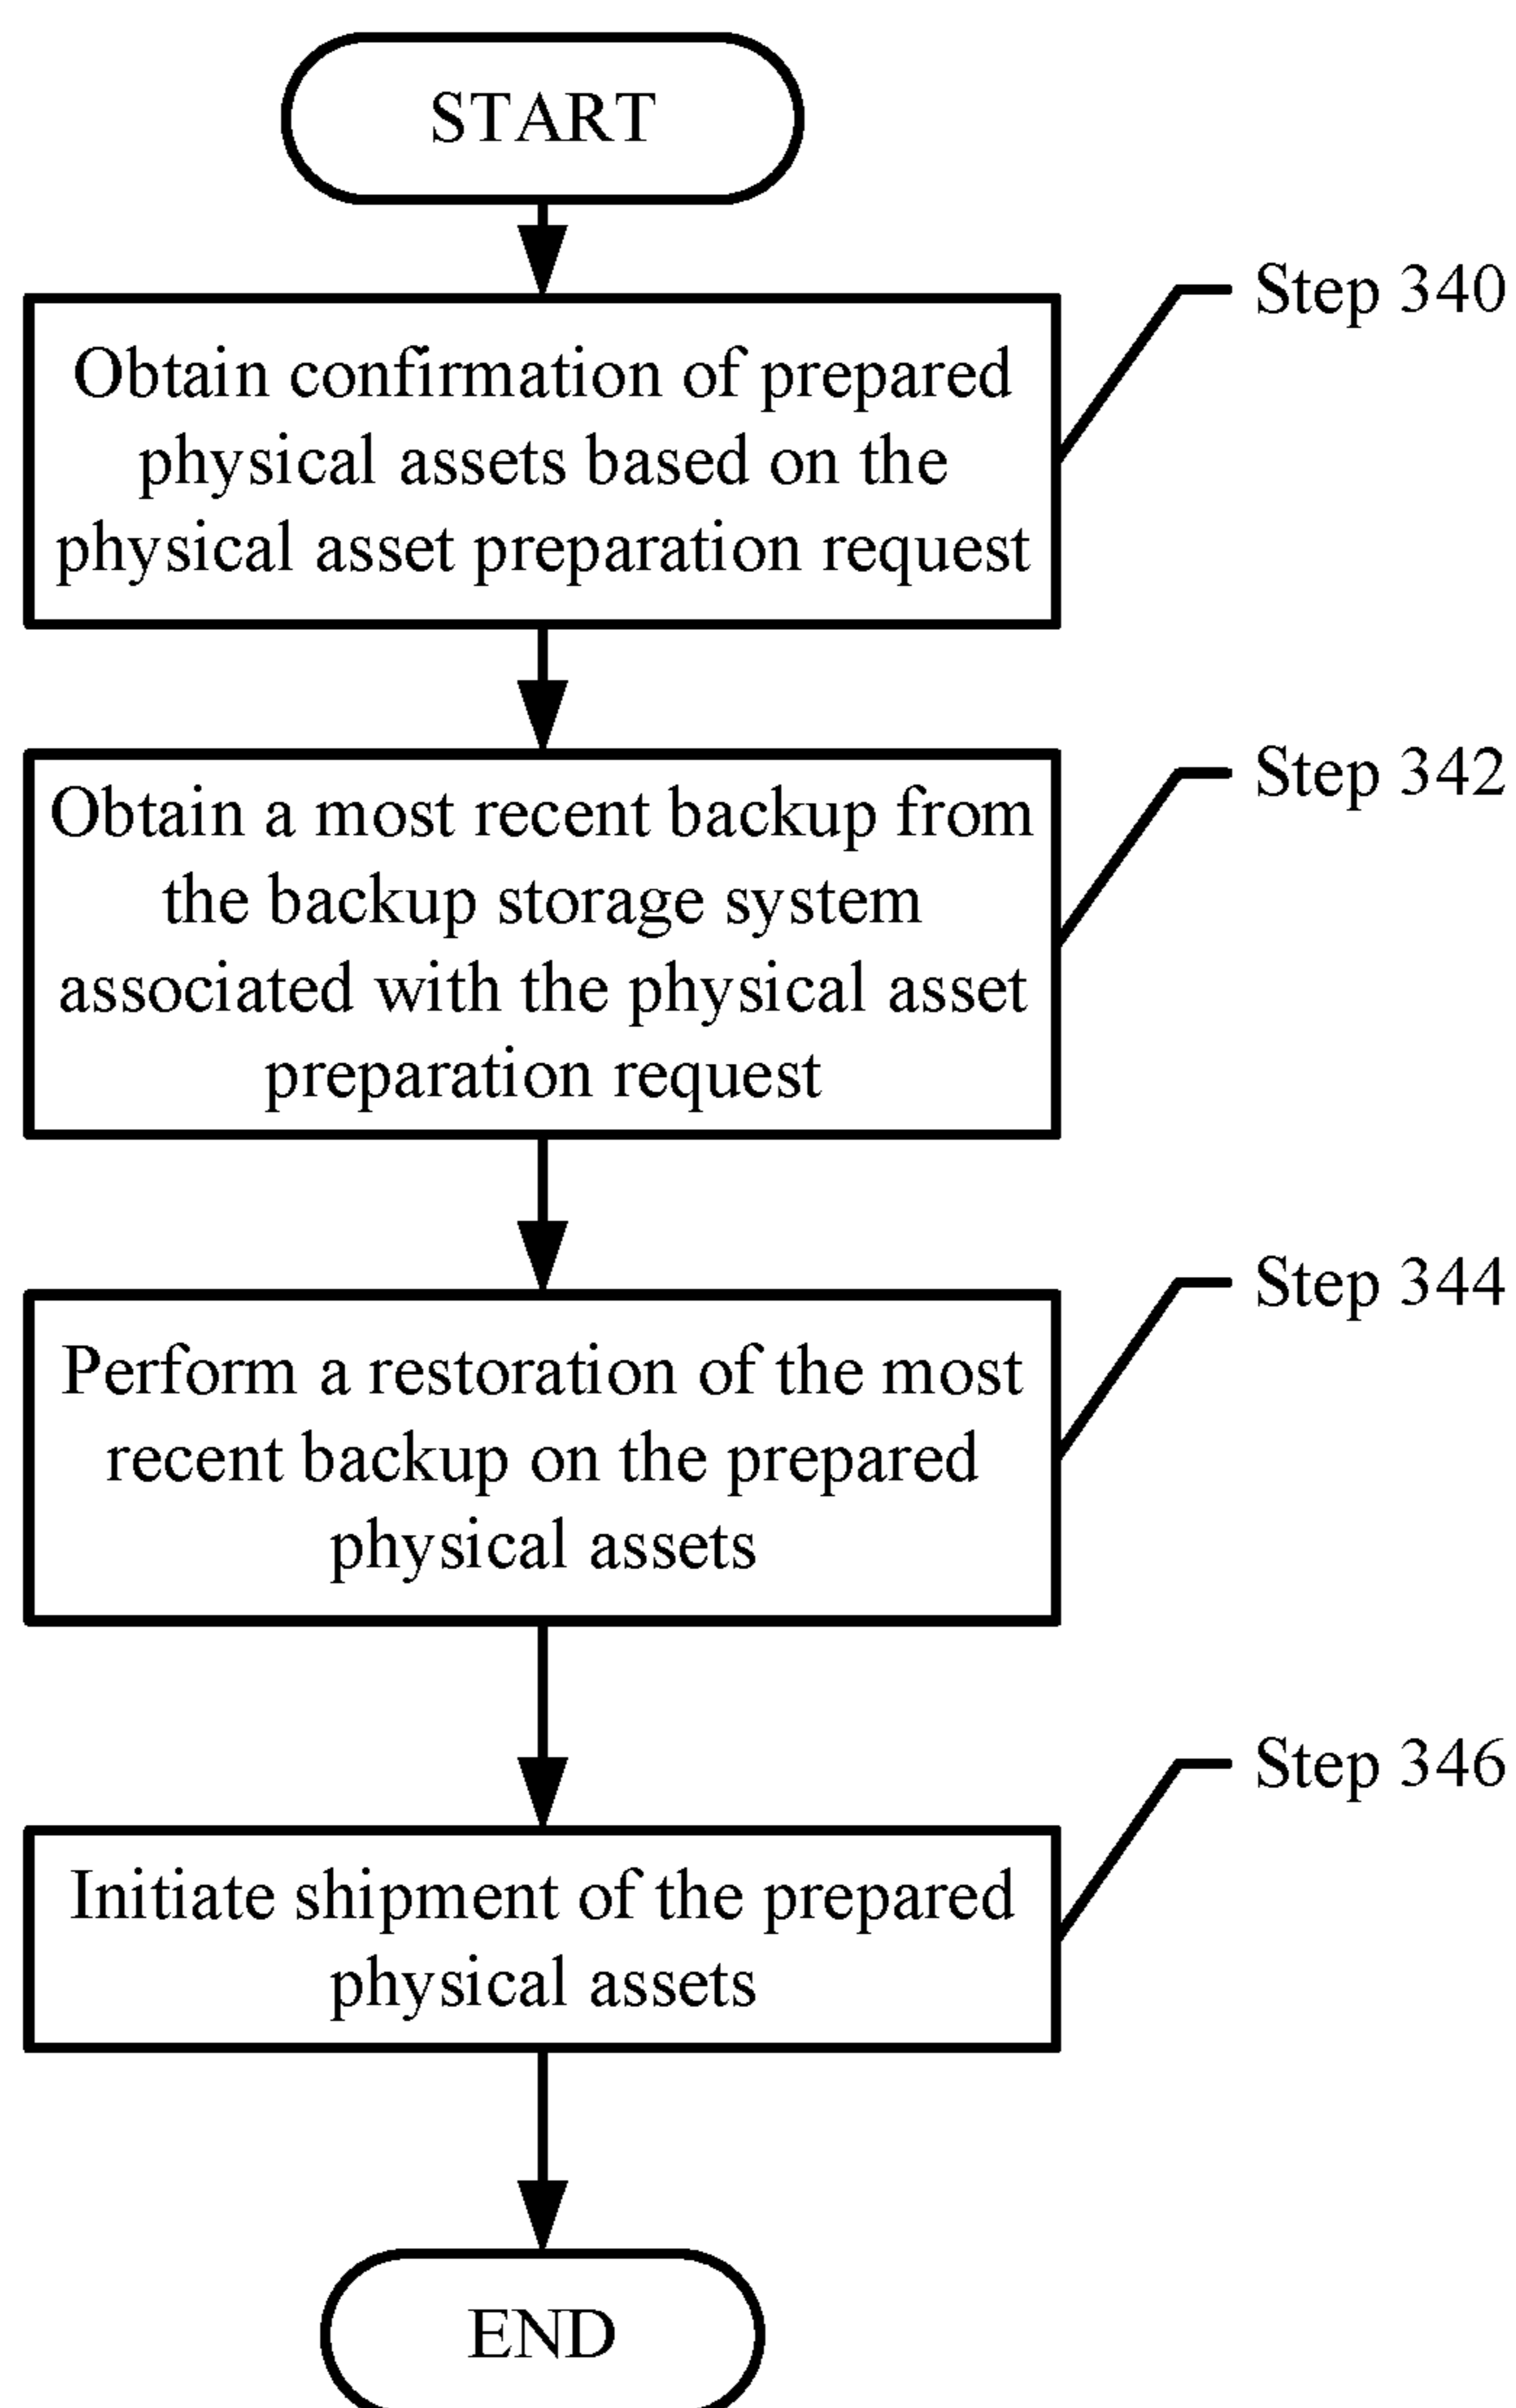 START
Step 340
Obtain confirmation of prepared
physical assets based on the
physical asset preparation request
Step 342
Obtain a most recent backup from
the backup storage system
associated with the physical asset
preparation request
Step 344
Perform a restoration of the most
recent backup on the prepared
physical assets
Step 346
Initiate shipment of the prepared
physical assets
END